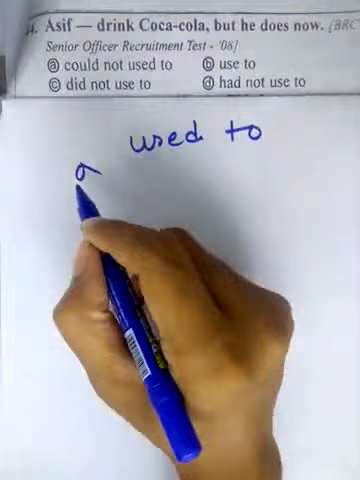 Asif — drink Coca-cola, but he does now. [BRC
Senior Officer Recruitment Test - '08]
ⓐ could not used to ⓑ use to
ⓒ did not use to ⓓ had not use to
used to